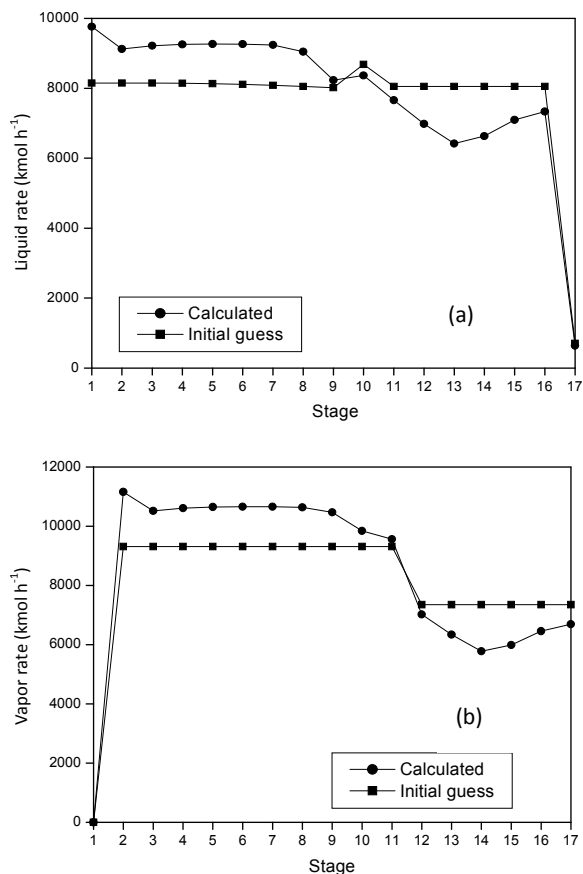 10000
8000
6000
4000
2000
0
Liquid rate (kmol h-1)
Calculated
Initial guess
(a)
1 2 3 4 5 6 7 8 9 10 11 12 13 14 15 16 17
Stage
12000
10000
8000
6000
4000
2000
0
Vapor rate (kmol h-1)
(b)
Calculated
Initial guess
1 2 3 4 5 6 7 8 9 10 11 12 13 14 15 16 17
Stage